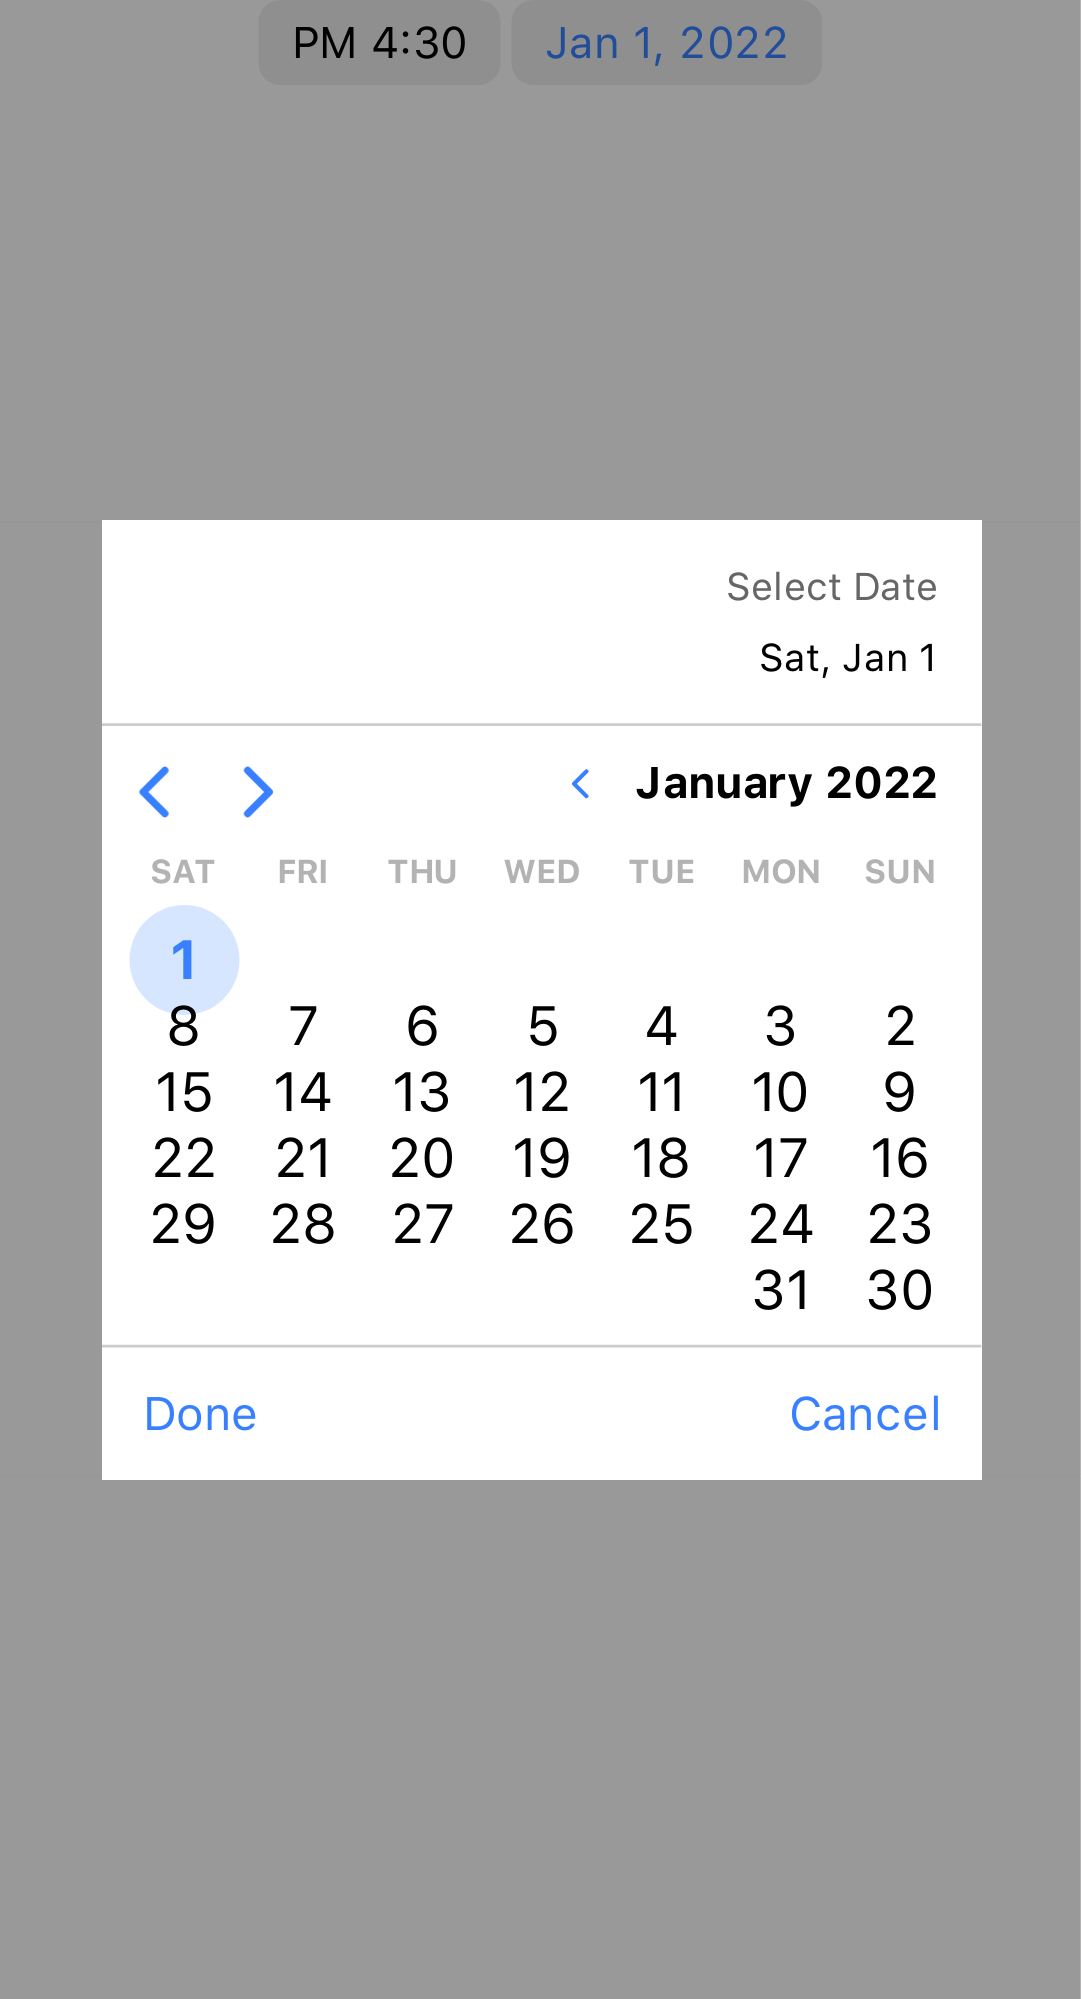 PM 4:30 Jan 1, 2022
Select Date
Sat, Jan 1
January 2022
SAT FRI THU WED TUE MON SUN
1
8 7 6 5 4 3 2
15 14 13 12 11 10 9
22 21 20 19 18 17 16
29 28 27 26 25 24 23
31 30
Done Cancel